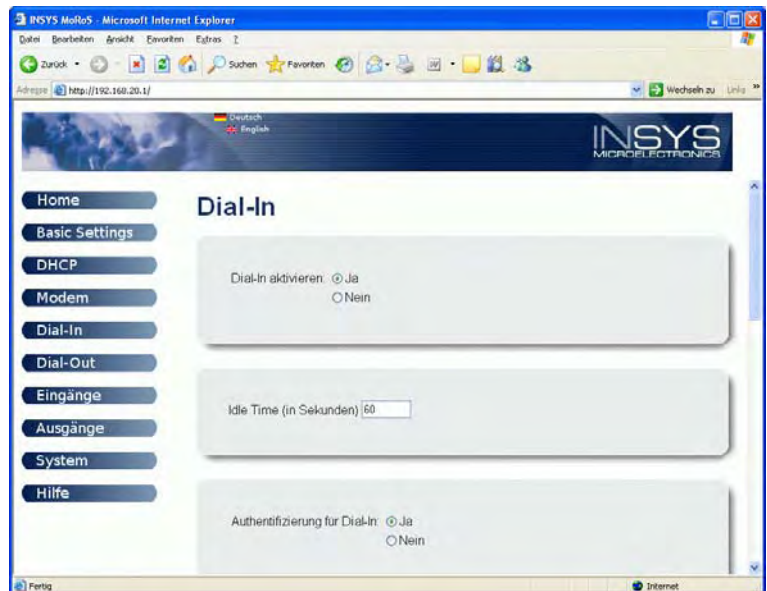 INSYS MoRoS - Microsoft Internet Explorer
Datei Bearbeiten Ansicht Favoriten Extras ?
Zurück Suchen Favoriten
Adresse http://192.168.20.1/ Wechseln zu Links »
Deutsch
English
INSYS
MICROELECTRONICS
Home
Basic Settings
DHCP
Modem
Dial-In
Dial-Out
Eingänge
Ausgänge
System
Hilfe
Dial-In
Dial-In aktivieren: Ja
Nein
Idle Time (in Sekunden) 60
Authentifizierung für Dial-In: Ja
Nein
Fertig Internet